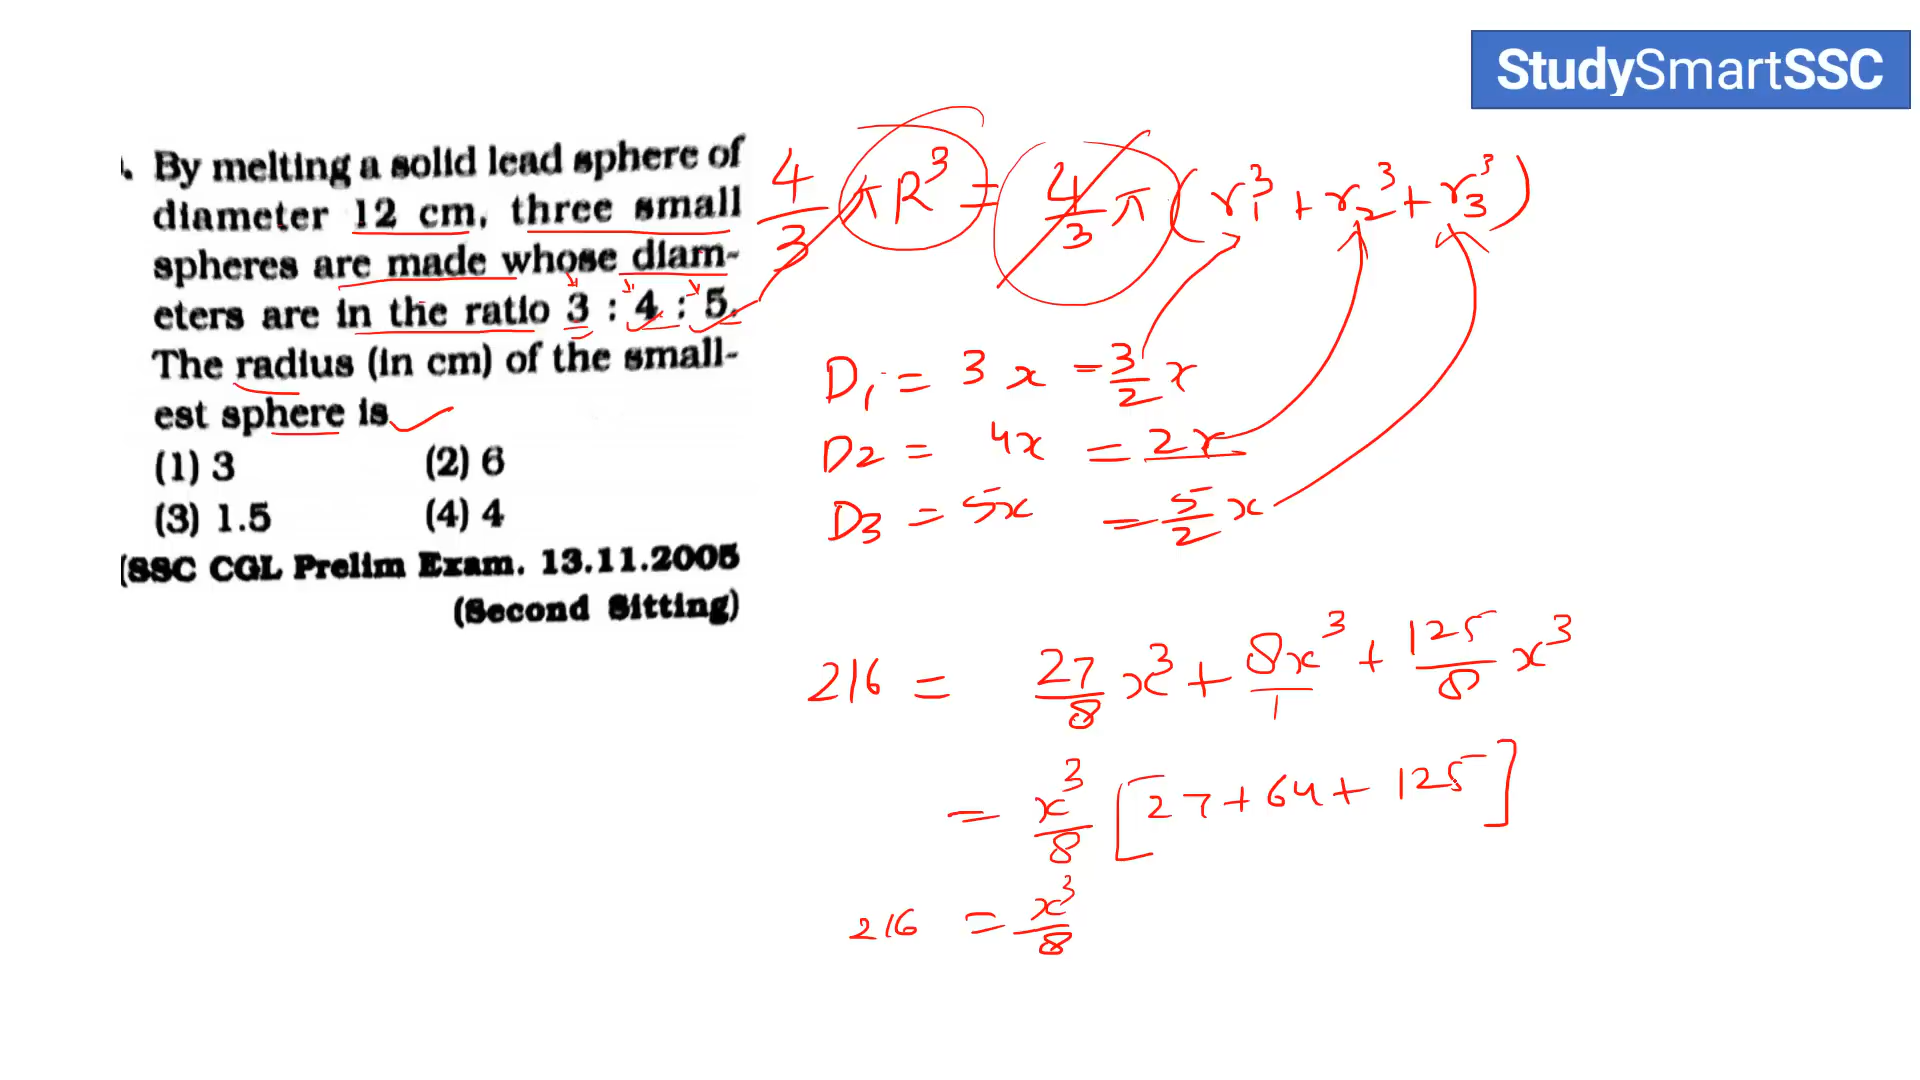 StudySmartSSC
. By melting a solid lead sphere of
diameter 12 cm, three small
spheres are made whose diam-
eters are in the ratio 3 : 4 : 5.
The radius (in cm) of the small-
est sphere is
(1) 3 (2) 6
(3) 1.5 (4) 4
(SSC CGL Prelim Exam. 13.11.2005
(Second Sitting)
4/3 πR³ = 4/3 π (r₁³ + r₂³ + r₃³)
D₁ = 3x = 3/2 x
D2 = 4x = 2x
D3 = 5x = 5/2 x
216 = 27/8 x³ + 8x³/1 + 125/8 x³
= x³/8 [27 + 64 + 125]
216 = x³/8